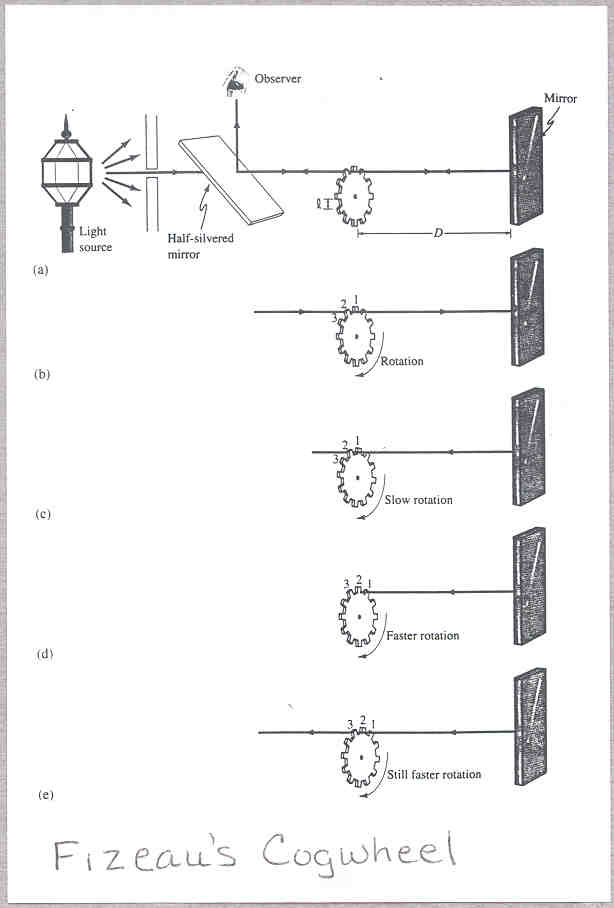 Observer
Mirror
ℓ
D
Light
source
Half-silvered
mirror
(a)
2 1
3
Rotation
(b)
2 1
3
Slow rotation
(c)
3 2 1
Faster rotation
(d)
3 2 1
Still faster rotation
(e)
Fizeau's Cogwheel